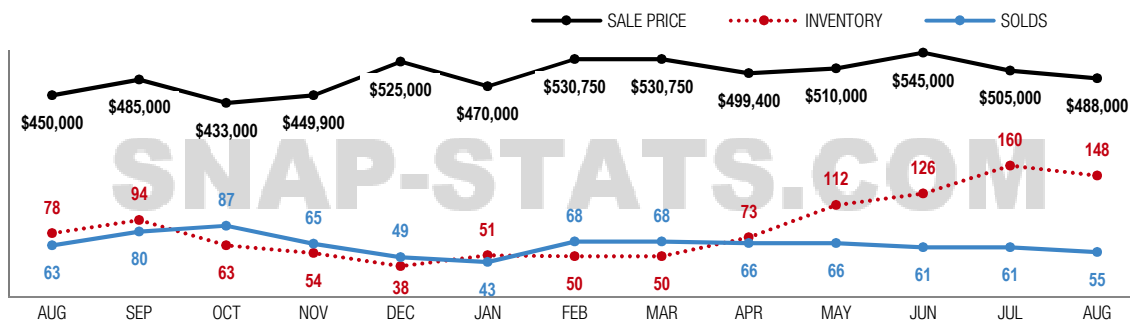 SALE PRICE INVENTORY SOLDS
$450,000 $485,000 $433,000 $449,900 $525,000 $470,000 $530,750 $530,750 $499,400 $510,000 $545,000 $505,000 $488,000
SNAP-STATS.COM
78 94 63 54 38 51 50 50 73 112 126 160 148
63 80 87 65 49 43 68 68 66 66 61 61 55
AUG SEP OCT NOV DEC JAN FEB MAR APR MAY JUN JUL AUG